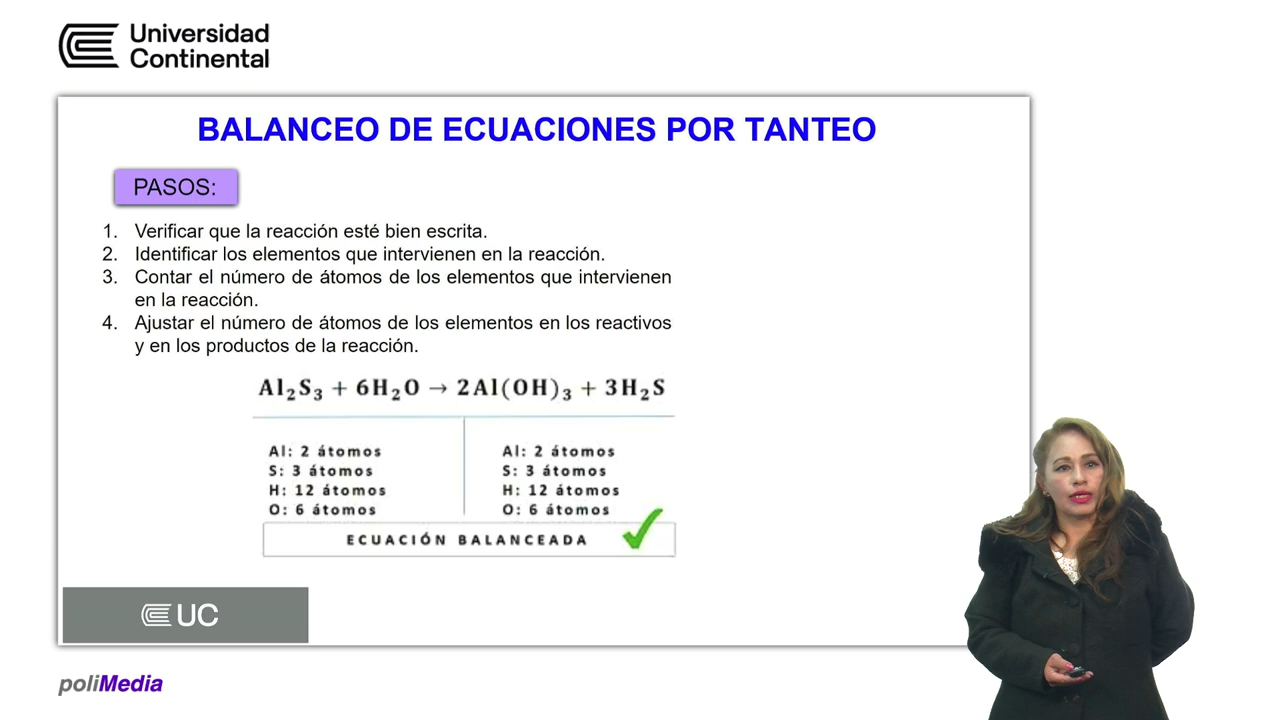 Universidad
Continental
BALANCEO DE ECUACIONES POR TANTEO
PASOS:
1. Verificar que la reacción esté bien escrita.
2. Identificar los elementos que intervienen en la reacción.
3. Contar el número de átomos de los elementos que intervienen
en la reacción.
4. Ajustar el número de átomos de los elementos en los reactivos
y en los productos de la reacción.
Al₂S₃ + 6H₂O → 2Al(OH)₃ + 3H₂S
Al: 2 átomos
S: 3 átomos
H: 12 átomos
O: 6 átomos
Al: 2 átomos
S: 3 átomos
H: 12 átomos
O: 6 átomos
ECUACIÓN BALANCEADA
UC
poliMedia